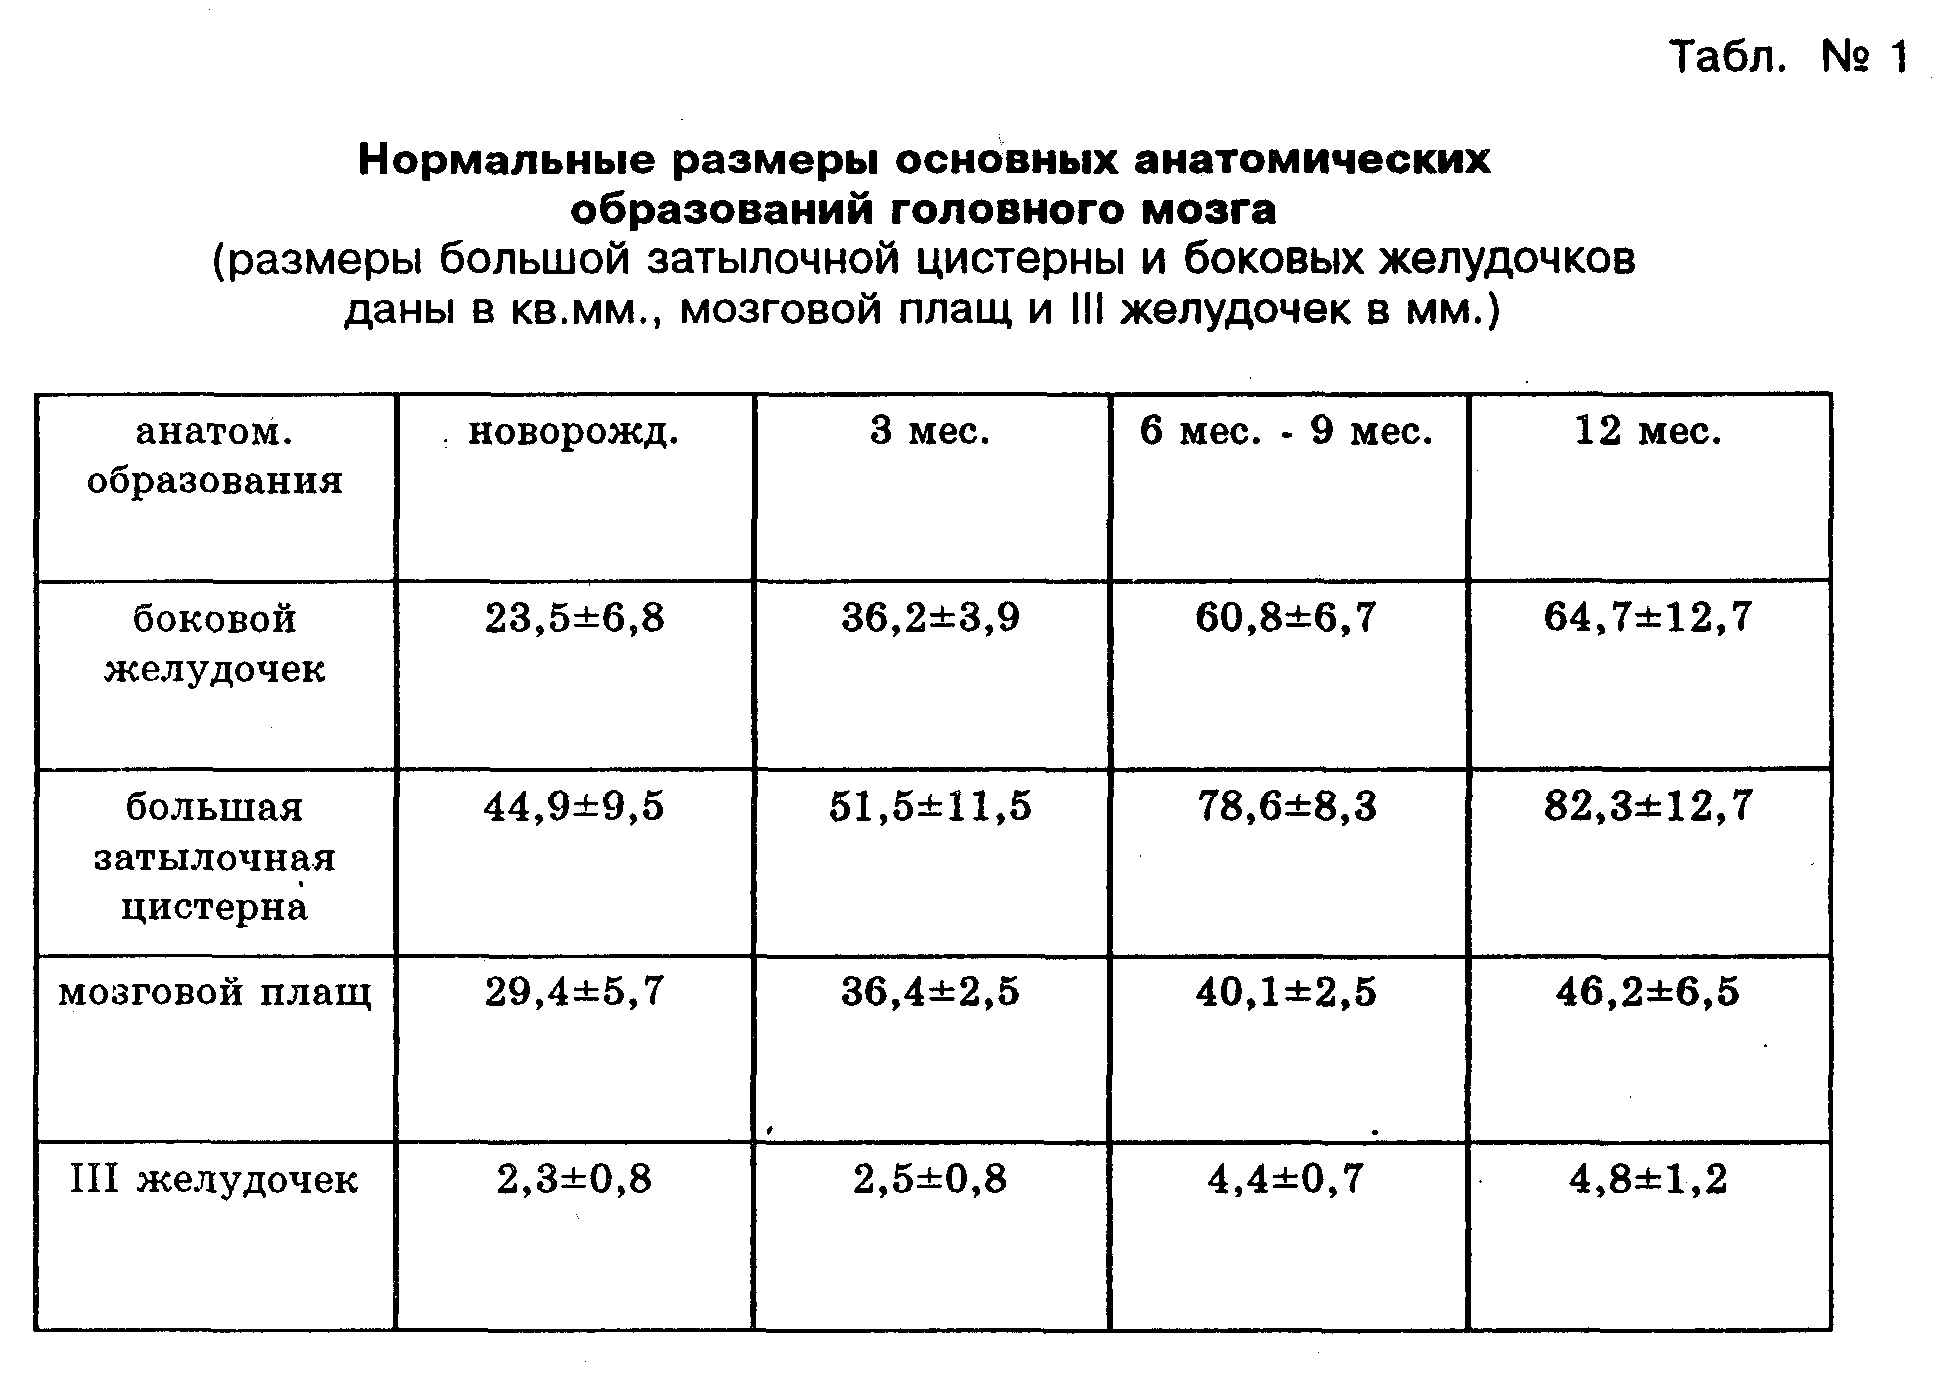 Табл. № 1
Нормальные размеры основных анатомических
образований головного мозга
(размеры большой затылочной цистерны и боковых желудочков
даны в кв.мм., мозговой плащ и III желудочек в мм.)
анатом. новорожд. 3 мес. 6 мес. - 9 мес. 12 мес.
образования
боковой 23,5±6,8 36,2±3,9 60,8±6,7 64,7±12,7
желудочек
большая 44,9±9,5 51,5±11,5 78,6±8,3 82,3±12,7
затылочная
цистерна
мозговой плащ 29,4±5,7 36,4±2,5 40,1±2,5 46,2±6,5
III желудочек 2,3±0,8 2,5±0,8 4,4±0,7 4,8±1,2